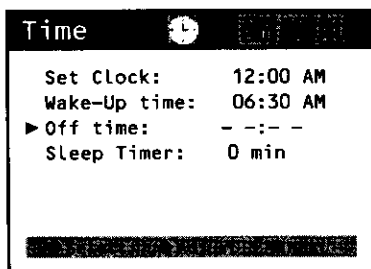 Time
Set Clock: 12:00 AM
Wake-Up time: 06:30 AM
►Off time: – –:– –
Sleep Timer: 0 min